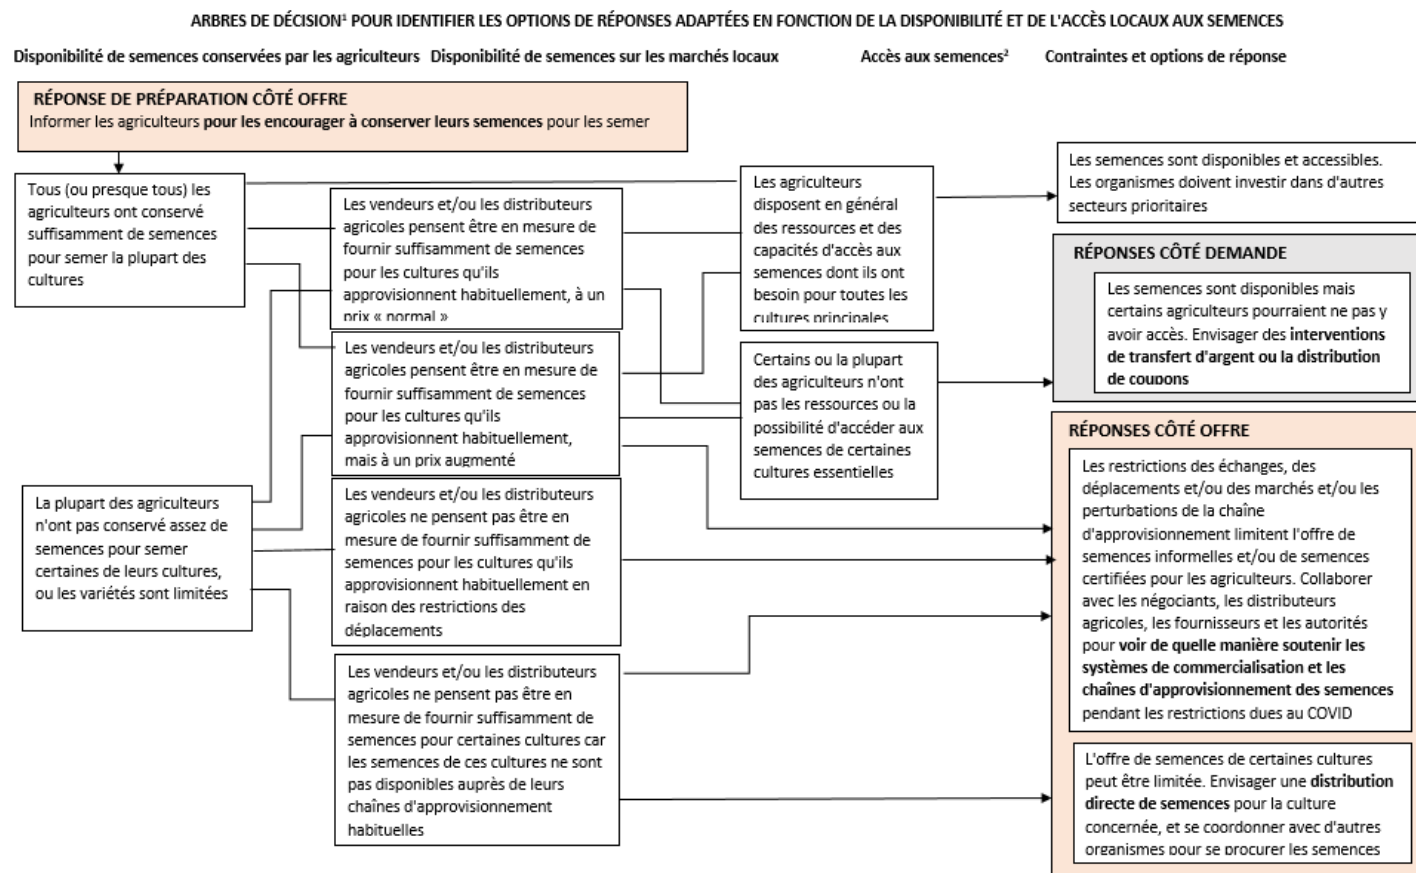 ARBRES DE DÉCISION¹ POUR IDENTIFIER LES OPTIONS DE RÉPONSES ADAPTÉES EN FONCTION DE LA DISPONIBILITÉ ET DE L'ACCÈS LOCAUX AUX SEMENCES
Disponibilité de semences conservées par les agriculteurs
Disponibilité de semences sur les marchés locaux
Accès aux semences²
Contraintes et options de réponse
RÉPONSE DE PRÉPARATION CÔTÉ OFFRE
Informer les agriculteurs pour les encourager à conserver leurs semences pour les semer
Tous (ou presque tous) les
agriculteurs ont conservé
suffisamment de semences
pour semer la plupart des
cultures
La plupart des agriculteurs
n'ont pas conservé assez de
semences pour semer
certaines de leurs cultures,
ou les variétés sont limitées
Les vendeurs et/ou les distributeurs
agricoles pensent être en mesure de
fournir suffisamment de semences
pour les cultures qu'ils
approvisionnent habituellement, à un
prix « normal »
Les vendeurs et/ou les distributeurs
agricoles pensent être en mesure de
fournir suffisamment de semences
pour les cultures qu'ils
approvisionnent habituellement,
mais à un prix augmenté
Les vendeurs et/ou les distributeurs
agricoles ne pensent pas être en
mesure de fournir suffisamment de
semences pour les cultures qu'ils
approvisionnent habituellement en
raison des restrictions des
déplacements
Les vendeurs et/ou les distributeurs
agricoles ne pensent pas être en
mesure de fournir suffisamment de
semences pour certaines cultures car
les semences de ces cultures ne sont
pas disponibles auprès de leurs
chaînes d'approvisionnement
habituelles
Les agriculteurs
disposent en général
des ressources et des
capacités d'accès aux
semences dont ils ont
besoin pour toutes les
cultures principales
Certains ou la plupart
des agriculteurs n'ont
pas les ressources ou la
possibilité d'accéder aux
semences de certaines
cultures essentielles
Les semences sont disponibles et accessibles.
Les organismes doivent investir dans d'autres
secteurs prioritaires
RÉPONSES CÔTÉ DEMANDE
Les semences sont disponibles mais
certains agriculteurs pourraient ne pas y
avoir accès. Envisager des interventions
de transfert d'argent ou la distribution
de coupons
RÉPONSES CÔTÉ OFFRE
Les restrictions des échanges, des
déplacements et/ou des marchés et/ou les
perturbations de la chaîne
d'approvisionnement limitent l'offre de
semences informelles et/ou de semences
certifiées pour les agriculteurs. Collaborer
avec les négociants, les distributeurs
agricoles, les fournisseurs et les autorités
pour voir de quelle manière soutenir les
systèmes de commercialisation et les
chaînes d'approvisionnement des semences
pendant les restrictions dues au COVID
L'offre de semences de certaines cultures
peut être limitée. Envisager une distribution
directe de semences pour la culture
concernée, et se coordonner avec d'autres
organismes pour se procurer les semences